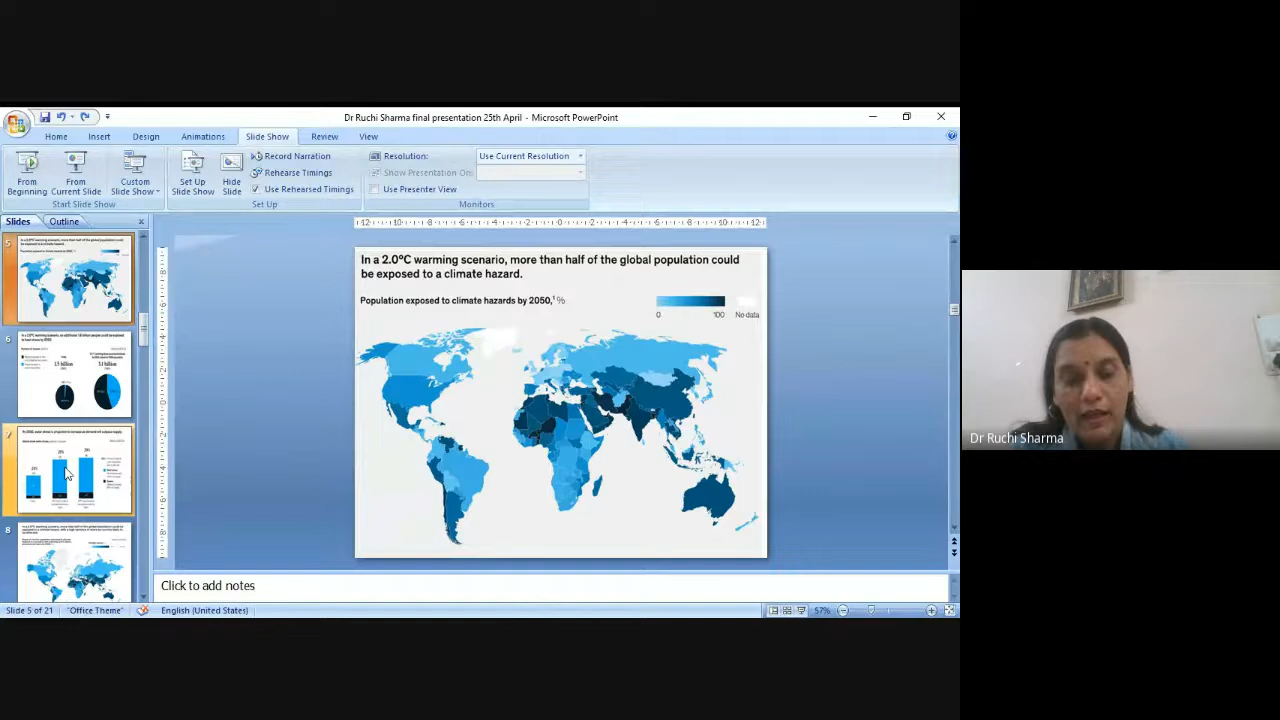 Dr Ruchi Sharma final presentation 25th April - Microsoft PowerPoint
Home Insert Design Animations Slide Show Review View
From Beginning
From Current Slide
Custom Slide Show
Start Slide Show
Set Up Slide Show
Hide Slide
Record Narration
Rehearse Timings
Use Rehearsed Timings
Set Up
Resolution: Use Current Resolution
Show Presentation On:
Use Presenter View
Monitors
Slides Outline
5
6
7
8
In a 2.0°C warming scenario, more than half of the global population could
be exposed to a climate hazard.
Population exposed to climate hazards by 2050,¹ %
0 100 No data
Click to add notes
Slide 5 of 21 "Office Theme" English (United States) 57%
Dr Ruchi Sharma